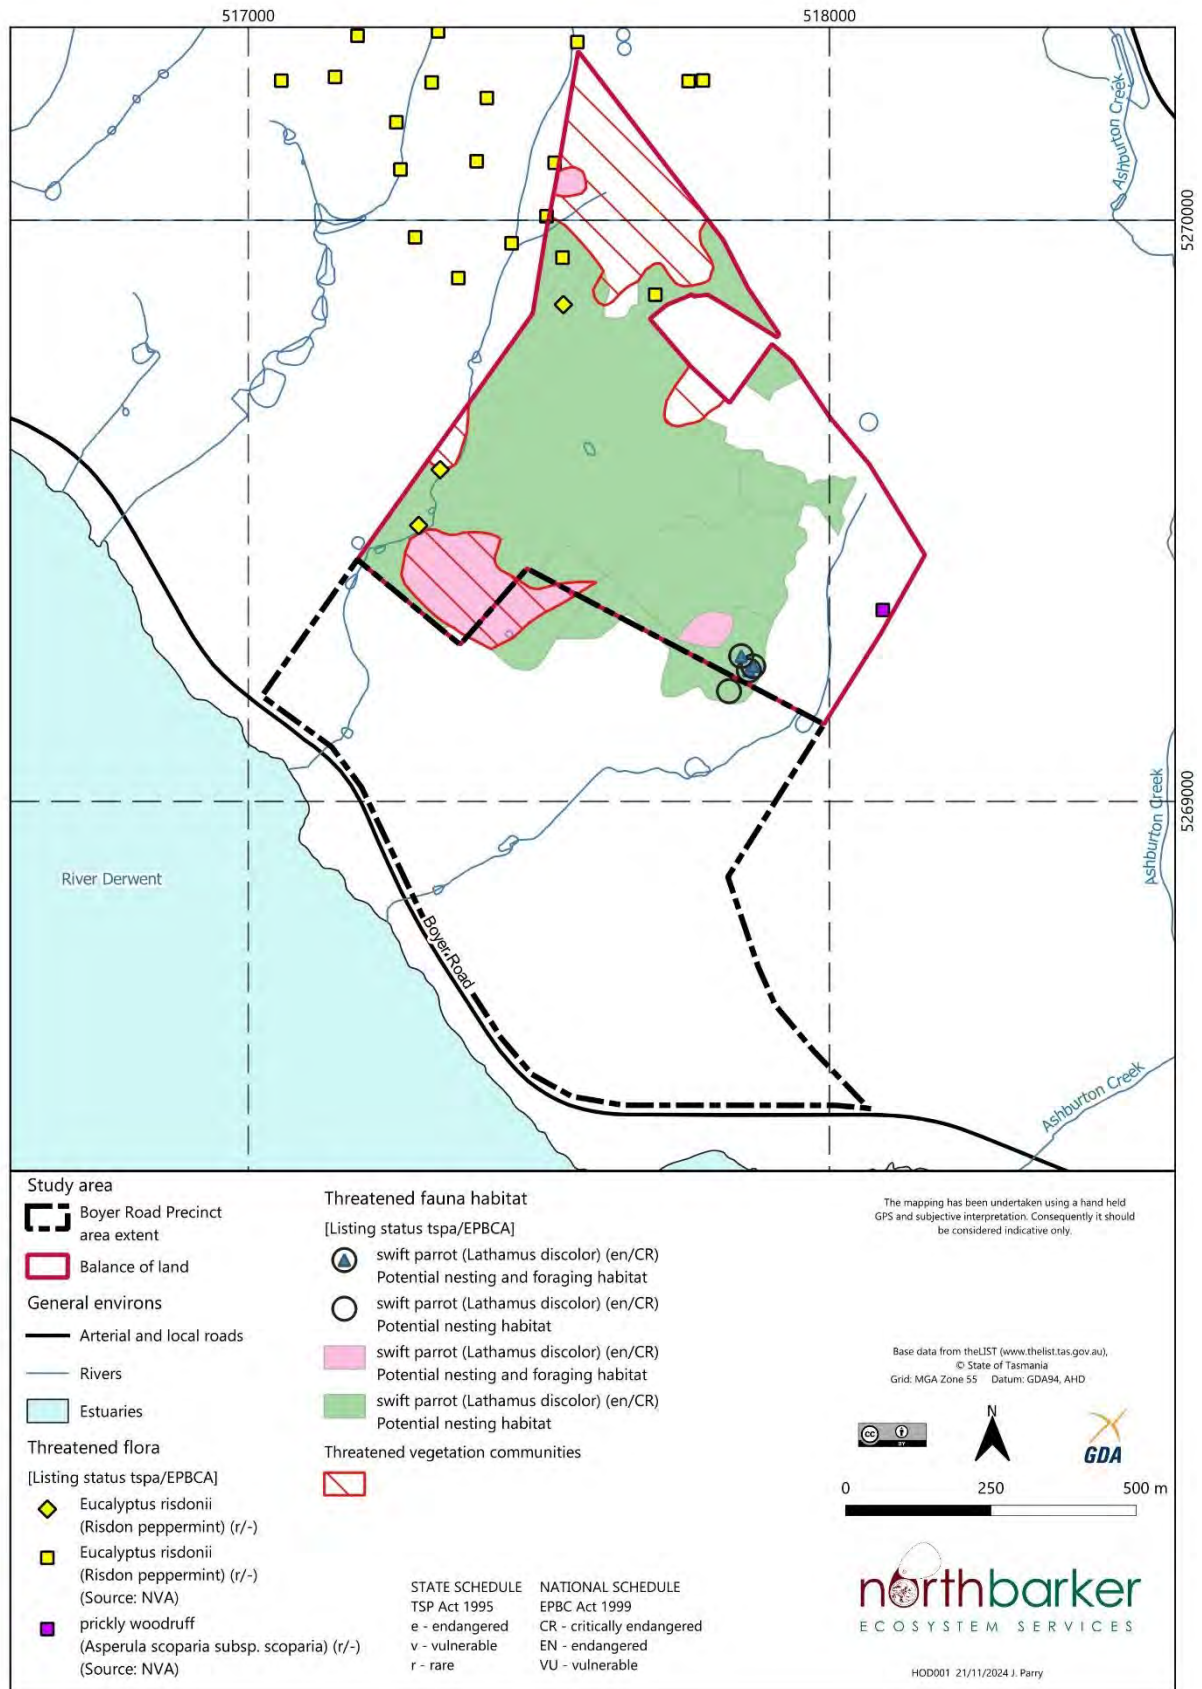 517000
518000
Ashburton Creek
5270000
River Derwent
Boyer Road
5269000
Ashburton Creek
Ashburton Creek
Study area
Boyer Road Precinct
area extent
Balance of land
General environs
Arterial and local roads
Rivers
Estuaries
Threatened flora
[Listing status tspa/EPBCA]
Eucalyptus risdonii
(Risdon peppermint) (r/-)
Eucalyptus risdonii
(Risdon peppermint) (r/-)
(Source: NVA)
prickly woodruff
(Asperula scoparia subsp. scoparia) (r/-)
(Source: NVA)
Threatened fauna habitat
[Listing status tspa/EPBCA]
swift parrot (Lathamus discolor) (en/CR)
Potential nesting and foraging habitat
swift parrot (Lathamus discolor) (en/CR)
Potential nesting habitat
swift parrot (Lathamus discolor) (en/CR)
Potential nesting and foraging habitat
swift parrot (Lathamus discolor) (en/CR)
Potential nesting habitat
Threatened vegetation communities
STATE SCHEDULE
TSP Act 1995
e - endangered
v - vulnerable
r - rare
NATIONAL SCHEDULE
EPBC Act 1999
CR - critically endangered
EN - endangered
VU - vulnerable
The mapping has been undertaken using a hand held
GPS and subjective interpretation. Consequently it should
be considered indicative only.
Base data from theLIST (www.thelist.tas.gov.au),
© State of Tasmania
Grid: MGA Zone 55 Datum: GDA94, AHD
N
cc
BY
GDA
0 250 500 m
northbarker
ECOSYSTEM SERVICES
HOD001 21/11/2024 J. Parry